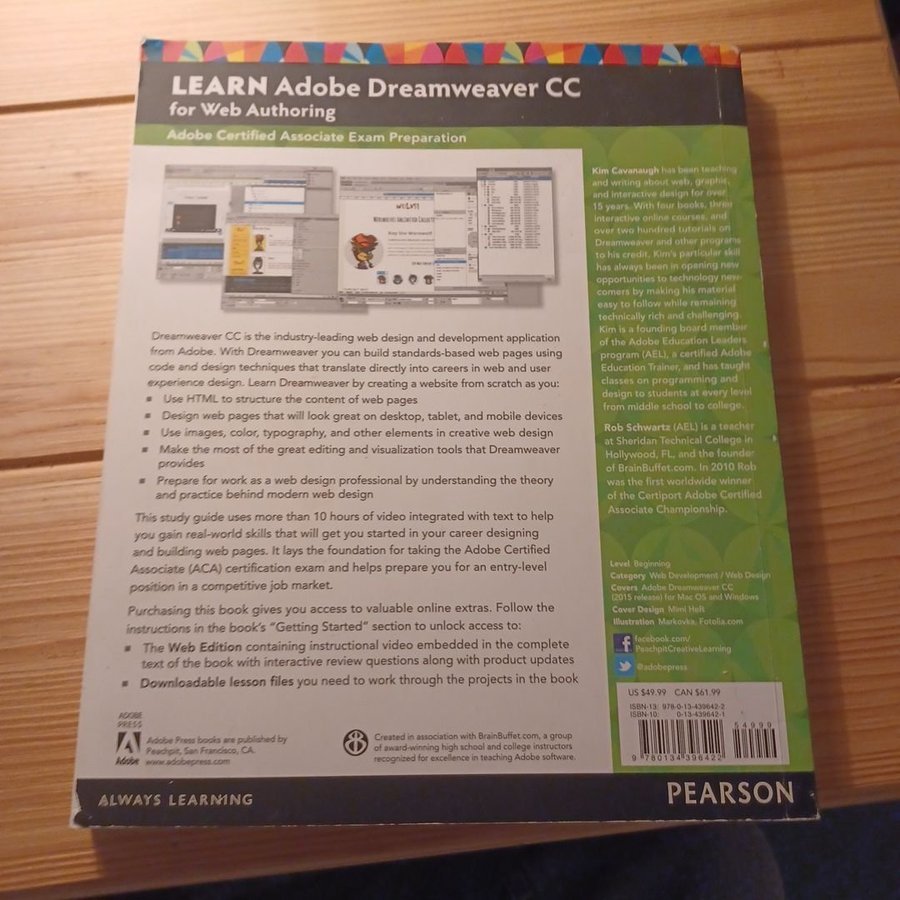 LEARN Adobe Dreamweaver CC
for Web Authoring
Adobe Certified Associate Exam Preparation
Dreamweaver CC is the industry-leading web design and development application
from Adobe. With Dreamweaver you can build standards-based web pages using
code and design techniques that translate directly into careers in web and user
experience design. Learn Dreamweaver by creating a website from scratch as you:
■ Use HTML to structure the content of web pages
■ Design web pages that will look great on desktop, tablet, and mobile devices
■ Use images, color, typography, and other elements in creative web design
■ Make the most of the great editing and visualization tools that Dreamweaver
provides
■ Prepare for work as a web design professional by understanding the theory
and practice behind modern web design
This study guide uses more than 10 hours of video integrated with text to help
you gain real-world skills that will get you started in your career designing
and building web pages. It lays the foundation for taking the Adobe Certified
Associate (ACA) certification exam and helps prepare you for an entry-level
position in a competitive job market.
Purchasing this book gives you access to valuable online extras. Follow the
instructions in the book's "Getting Started" section to unlock access to:
■ The Web Edition containing instructional video embedded in the complete
text of the book with interactive review questions along with product updates
■ Downloadable lesson files you need to work through the projects in the book
ADOBE
PRESS
Adobe
Adobe Press books are published by
Peachpit, San Francisco, CA.
www.adobepress.com
Created in association with BrainBuffet.com, a group
of award-winning high school and college instructors
recognized for excellence in teaching Adobe software.
Kim Cavanaugh has been teaching
and writing about web, graphic,
and interactive design for over
15 years. With four books, three
interactive online courses, and
over two hundred tutorials on
Dreamweaver and other programs
to his credit, Kim's particular skill
has always been in opening new
opportunities to technology new-
comers by making his material
easy to follow while remaining
technically rich and challenging.
Kim is a founding board member
of the Adobe Education Leaders
program (AEL), a certified Adobe
Education Trainer, and has taught
classes on programming and
design to students at every level
from middle school to college.
Rob Schwartz (AEL) is a teacher
at Sheridan Technical College in
Hollywood, FL, and the founder
of BrainBuffet.com. In 2010 Rob
was the first worldwide winner
of the Certiport Adobe Certified
Associate Championship.
Level Beginning
Category Web Development / Web Design
Covers Adobe Dreamweaver CC
(2015 release) for Mac OS and Windows
Cover Design Mimi Heft
Illustration Markovka, Fotolia.com
facebook.com/
PeachpitCreativeLearning
@adobepress
US $49.99 CAN $61.99
ISBN-13: 978-0-13-439642-2
ISBN-10: 0-13-439642-1
54999
9 780134 396422
ALWAYS LEARNING
PEARSON